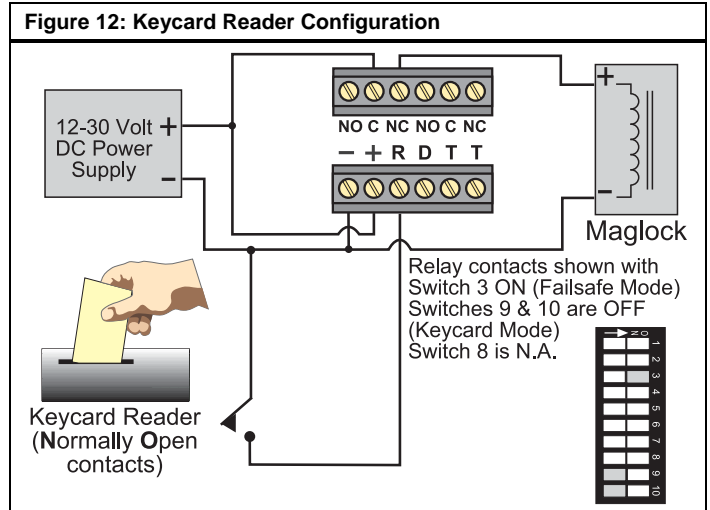 Figure 12: Keycard Reader Configuration
12-30 Volt +
DC Power
Supply -
NO C NC NO C NC
- + R D T T
+
-
Maglock
Relay contacts shown with
Switch 3 ON (Failsafe Mode)
Switches 9 & 10 are OFF
(Keycard Mode)
Switch 8 is N.A.
Keycard Reader
(Normally Open
contacts)
ON
1
2
3
4
5
6
7
8
9
10